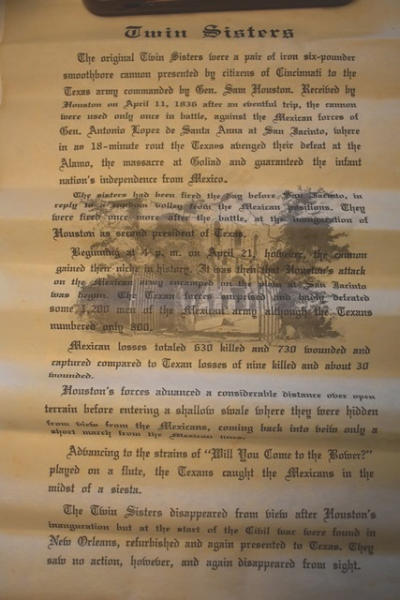 Twin Sisters
The original Twin Sisters were a pair of iron six-pounder
smoothbore cannon presented by citizens of Cincinnati to the
Texas army commanded by Gen. Sam Houston. Received by
Houston on April 11, 1836 after an eventful trip, the cannon
were used only once in battle, against the Mexican forces of
Gen. Antonio Lopez de Santa Anna at San Jacinto, where
in an 18-minute rout the Texans avenged their defeat at the
Alamo, the massacre at Goliad and guaranteed the infant
nation's independence from Mexico.
The sisters had been fired the day before San Jacinto, in
reply to a random volley from the Mexican positions. They
were fired once more after the battle, at the inauguration of
Houston as second president of Texas.
Beginning at 4 p. m. on April 21, however, the cannon
gained their niche in history. It was then that Houston's attack
on the Mexican army encamped on the plain at San Jacinto
was begun. The Texan forces surprised and badly defeated
some 1,200 men of the Mexican army although the Texans
numbered only 800.
Mexican losses totaled 630 killed and 730 wounded and
captured compared to Texan losses of nine killed and about 30
wounded.
Houston's forces advanced a considerable distance over open
terrain before entering a shallow swale where they were hidden
from view from the Mexicans, coming back into veiw only a
short march from the Mexican lines.
Advancing to the strains of "Will You Come to the Bower?"
played on a flute, the Texans caught the Mexicans in the
midst of a siesta.
The Twin Sisters disappeared from view after Houston's
inauguration but at the start of the Civil war were found in
New Orleans, refurbished and again presented to Texas. They
saw no action, however, and again disappeared from sight.